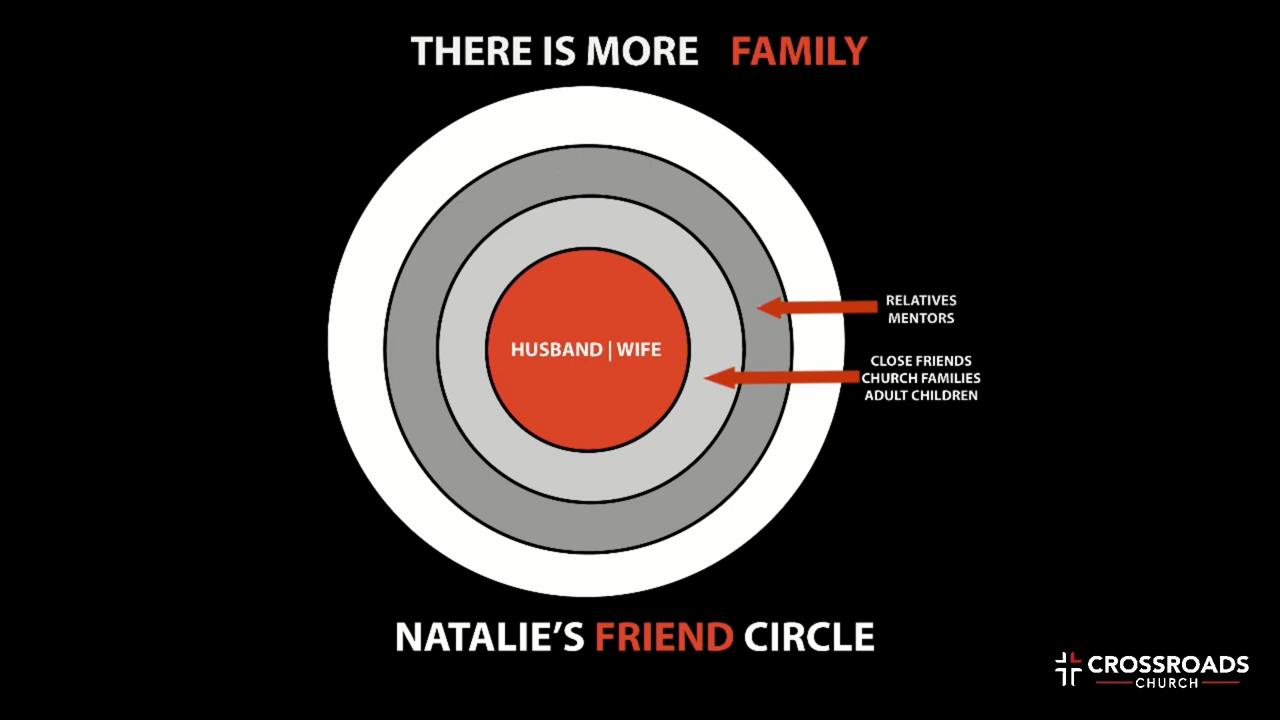 THERE IS MORE FAMILY
HUSBAND | WIFE
RELATIVES
MENTORS
CLOSE FRIENDS
CHURCH FAMILIES
ADULT CHILDREN
NATALIE'S FRIEND CIRCLE
CROSSROADS
CHURCH